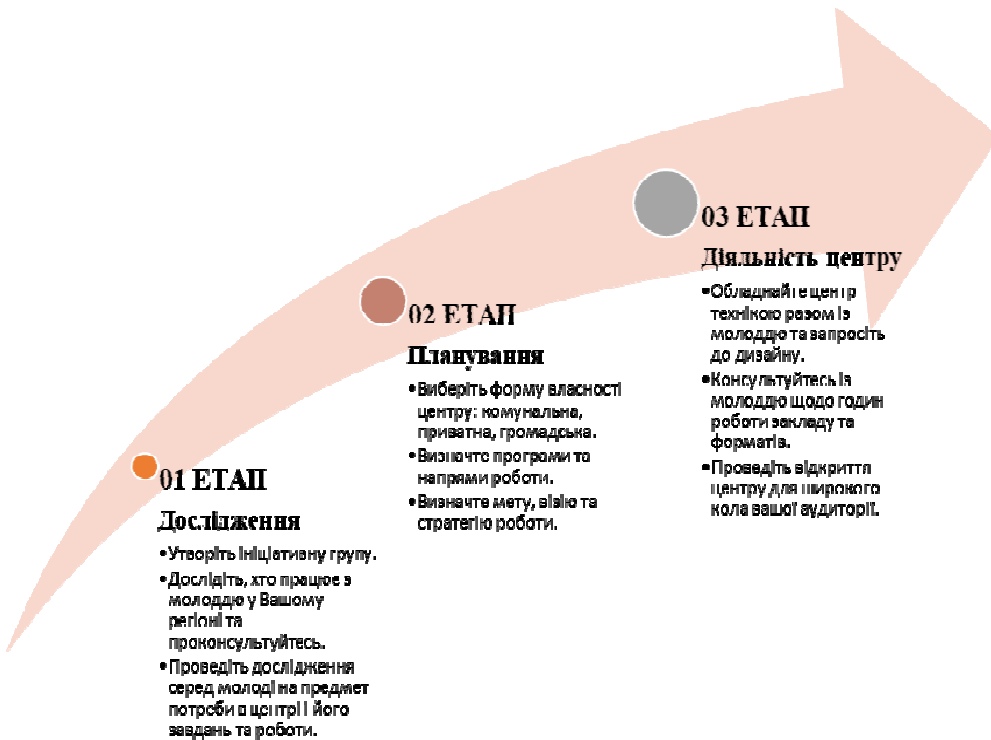 01 ЕТАП
Дослідження
•Утворіть ініціативну групу.
•Дослідіть, хто працює з
молоддю у Вашому
регіоні та
проконсультуйтесь.
•Проведіть дослідження
серед молоді на предмет
потреби в центрі і його
завдань та роботи.
02 ЕТАП
Планування
•Виберіть форму власності
центру: комунальна,
приватна, громадська.
•Визначте програми та
напрями роботи.
•Визначте мету, візію та
стратегію роботи.
03 ЕТАП
Діяльність центру
•Обладнайте центр
технікою разом із
молоддю та запросіть
до дизайну.
•Консультуйтесь із
молоддю щодо годин
роботи закладу та
форматів.
•Проведіть відкриття
центру для широкого
кола вашої аудиторії.